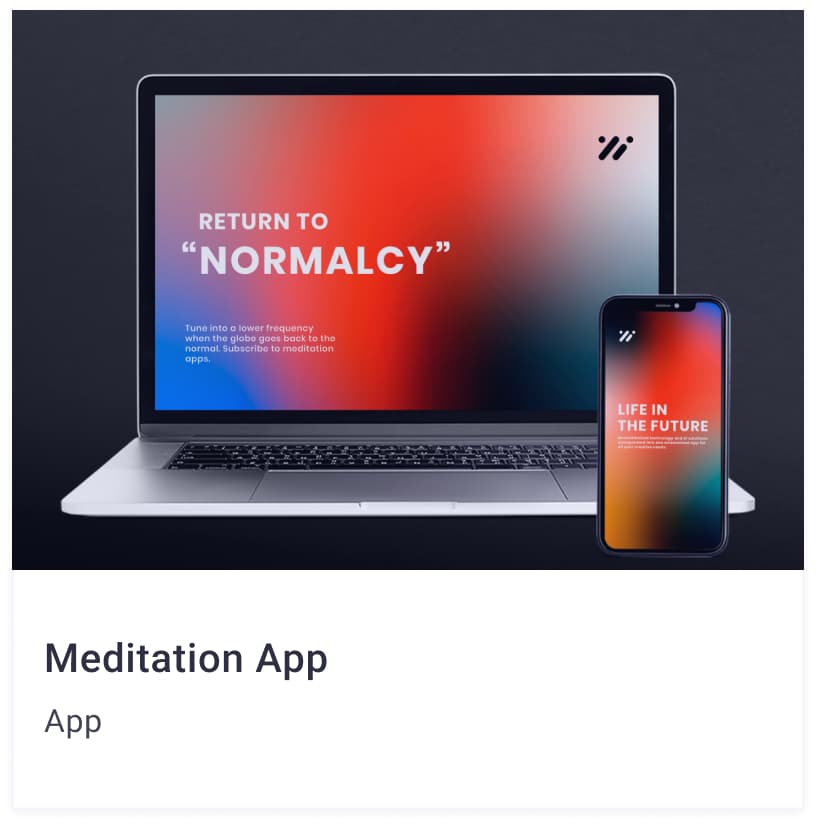 RETURN TO
“NORMALCY”
Tune into a lower frequency
when the globe goes back to the
normal. Subscribe to meditation
apps.
LIFE IN
THE FUTURE
Meditation App
App